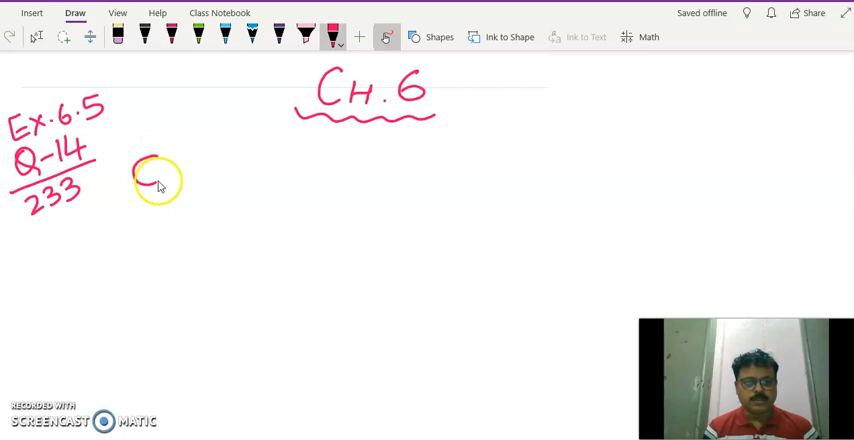 Insert Draw View Help Class Notebook Saved offline Share
Shapes Ink to Shape Ink to Text Math
CH. 6
Ex. 6.5
Q-14
233
C
RECORDED WITH
SCREENCAST MATIC